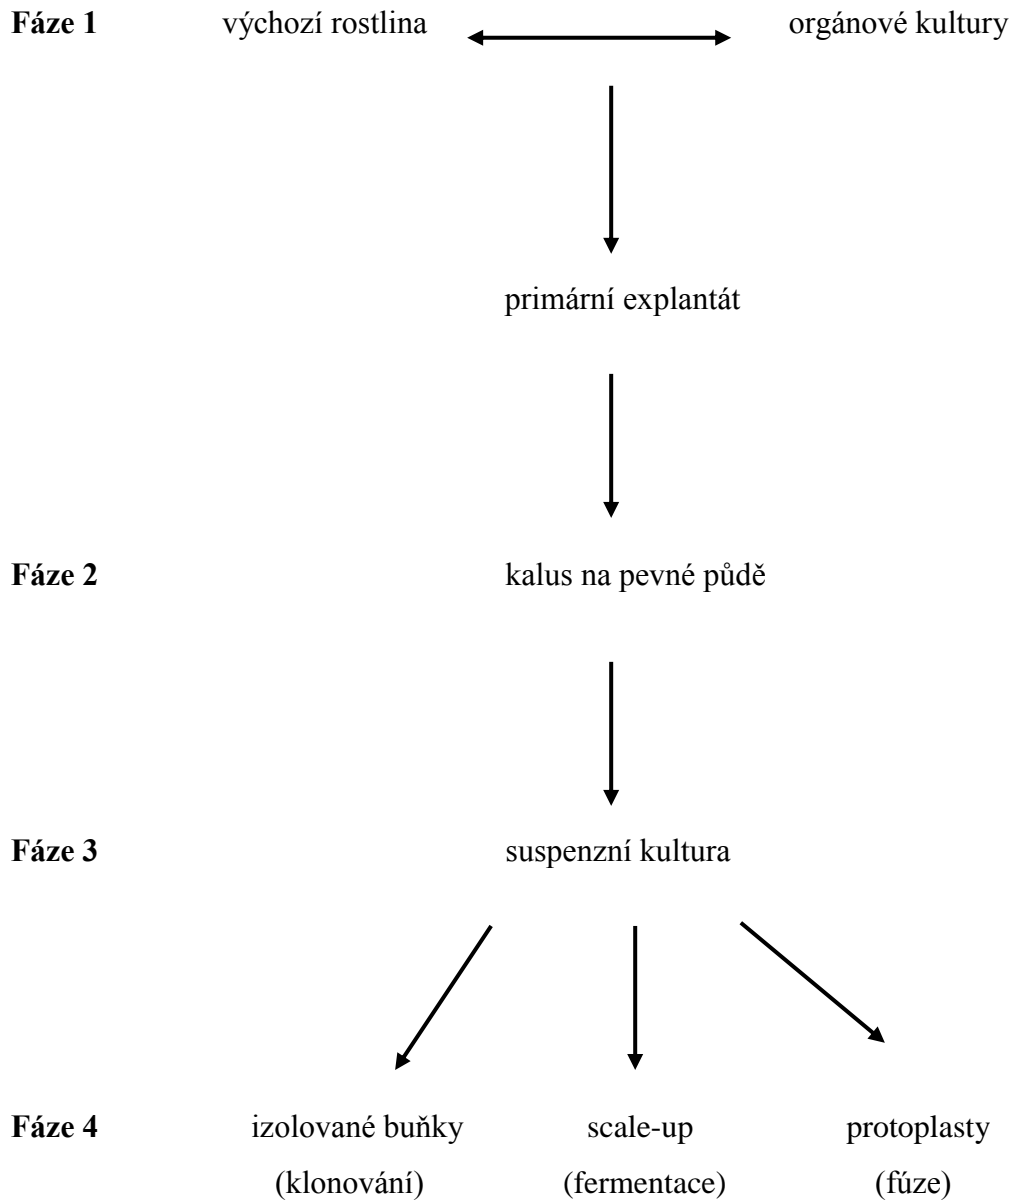 Fáze 1 výchozí rostlina orgánové kultury
primární explantát
Fáze 2 kalus na pevné půdě
Fáze 3 suspenzní kultura
Fáze 4 izolované buňky scale-up protoplasty
(klonování) (fermentace) (fúze)